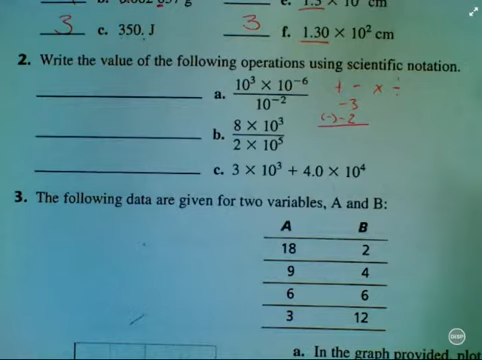 3 c. 350. J 3 f. 1.30 × 10² cm
2. Write the value of the following operations using scientific notation.
a. 10³ × 10⁻⁶ / 10⁻² + - × ÷
-3
(-) -2
b. 8 × 10³ / 2 × 10⁵
c. 3 × 10³ + 4.0 × 10⁴
3. The following data are given for two variables, A and B:
A B
18 2
9 4
6 6
3 12
a. In the graph provided, plot